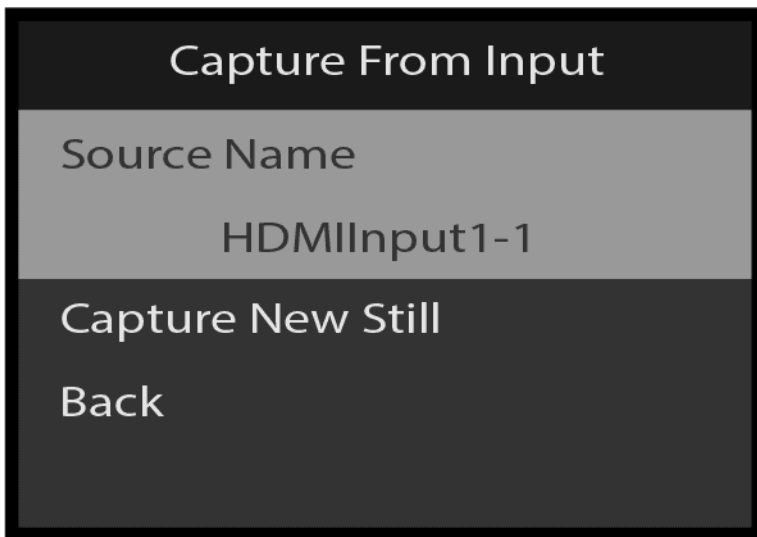 Capture From Input
Source Name
HDMIInput1-1
Capture New Still
Back